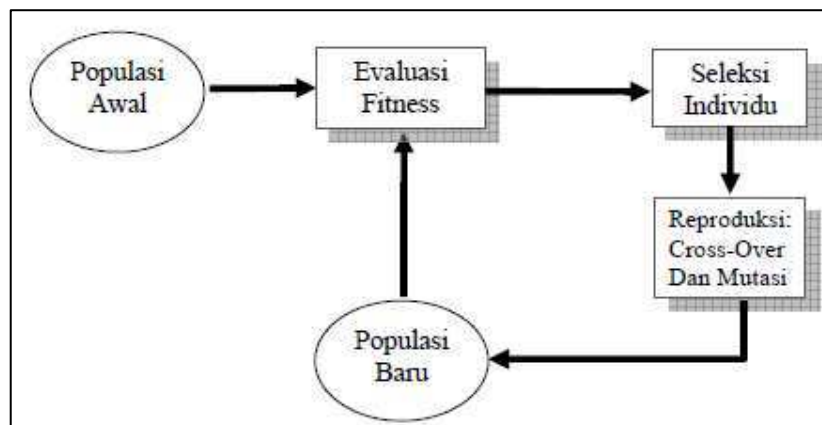 Populasi
Awal
Evaluasi
Fitness
Seleksi
Individu
Reproduksi:
Cross-Over
Dan Mutasi
Populasi
Baru